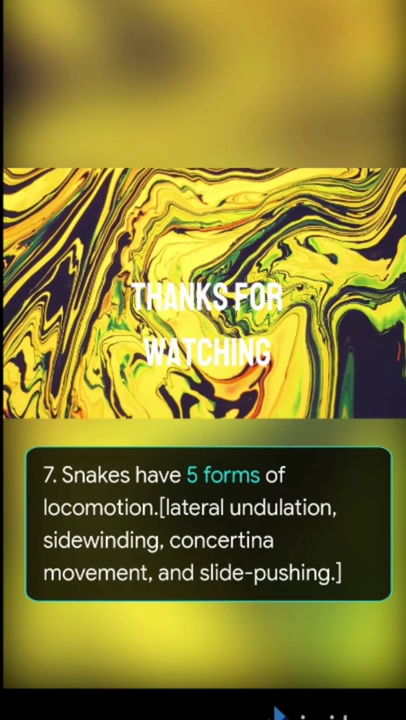 THANKS FOR
WATCHING
7. Snakes have 5 forms of
locomotion.[lateral undulation,
sidewinding, concertina
movement, and slide-pushing.]